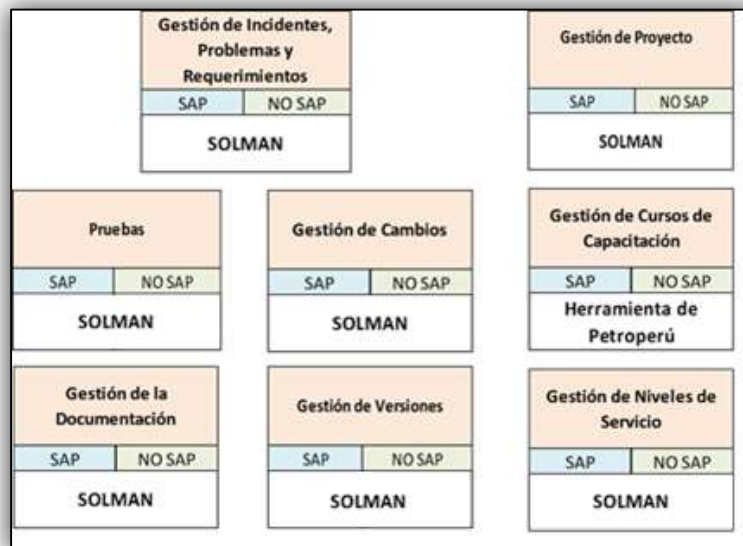 Gestión de Incidentes,
Problemas y
Requerimientos
SAP NO SAP
SOLMAN
Gestión de Proyecto
SAP NO SAP
SOLMAN
Pruebas
SAP NO SAP
SOLMAN
Gestión de Cambios
SAP NO SAP
SOLMAN
Gestión de Cursos de
Capacitación
SAP NO SAP
Herramienta de
Petroperú
Gestión de la
Documentación
SAP NO SAP
SOLMAN
Gestión de Versiones
SAP NO SAP
SOLMAN
Gestión de Niveles de
Servicio
SAP NO SAP
SOLMAN